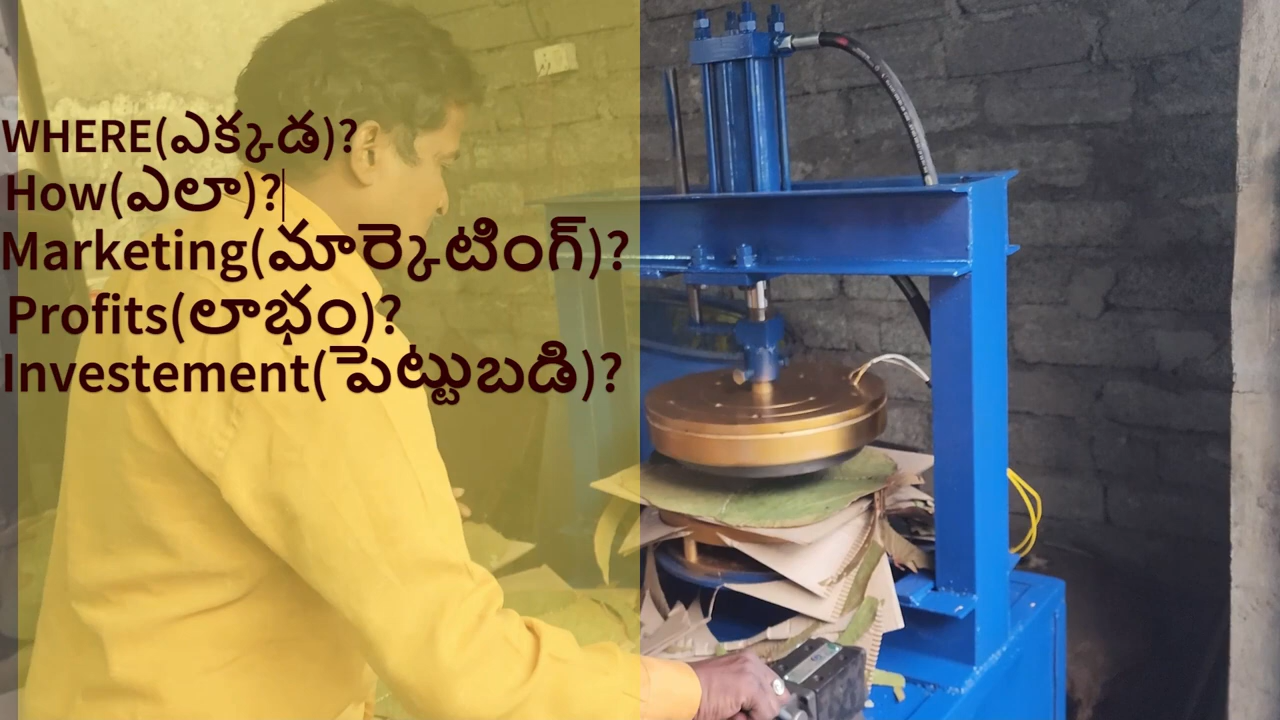 WHERE(ఎక్కడ)?
How(ఎలా)?
Marketing(మార్కెటింగ్)?
Profits(లాభం)?
Investement(పెట్టుబడి)?